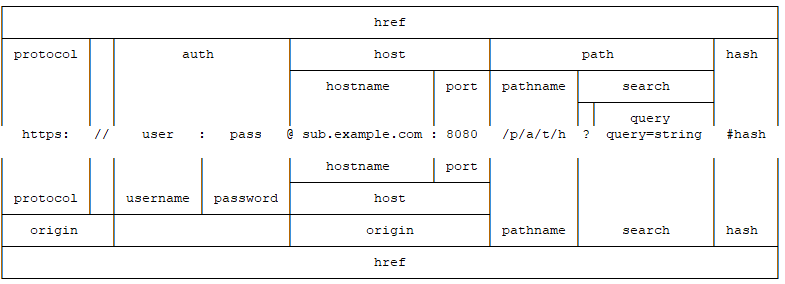 href
protocol auth host path hash
hostname port pathname search
query
https: // user : pass @ sub.example.com : 8080 /p/a/t/h ? query=string #hash
hostname port
protocol username password host
origin origin pathname search hash
href